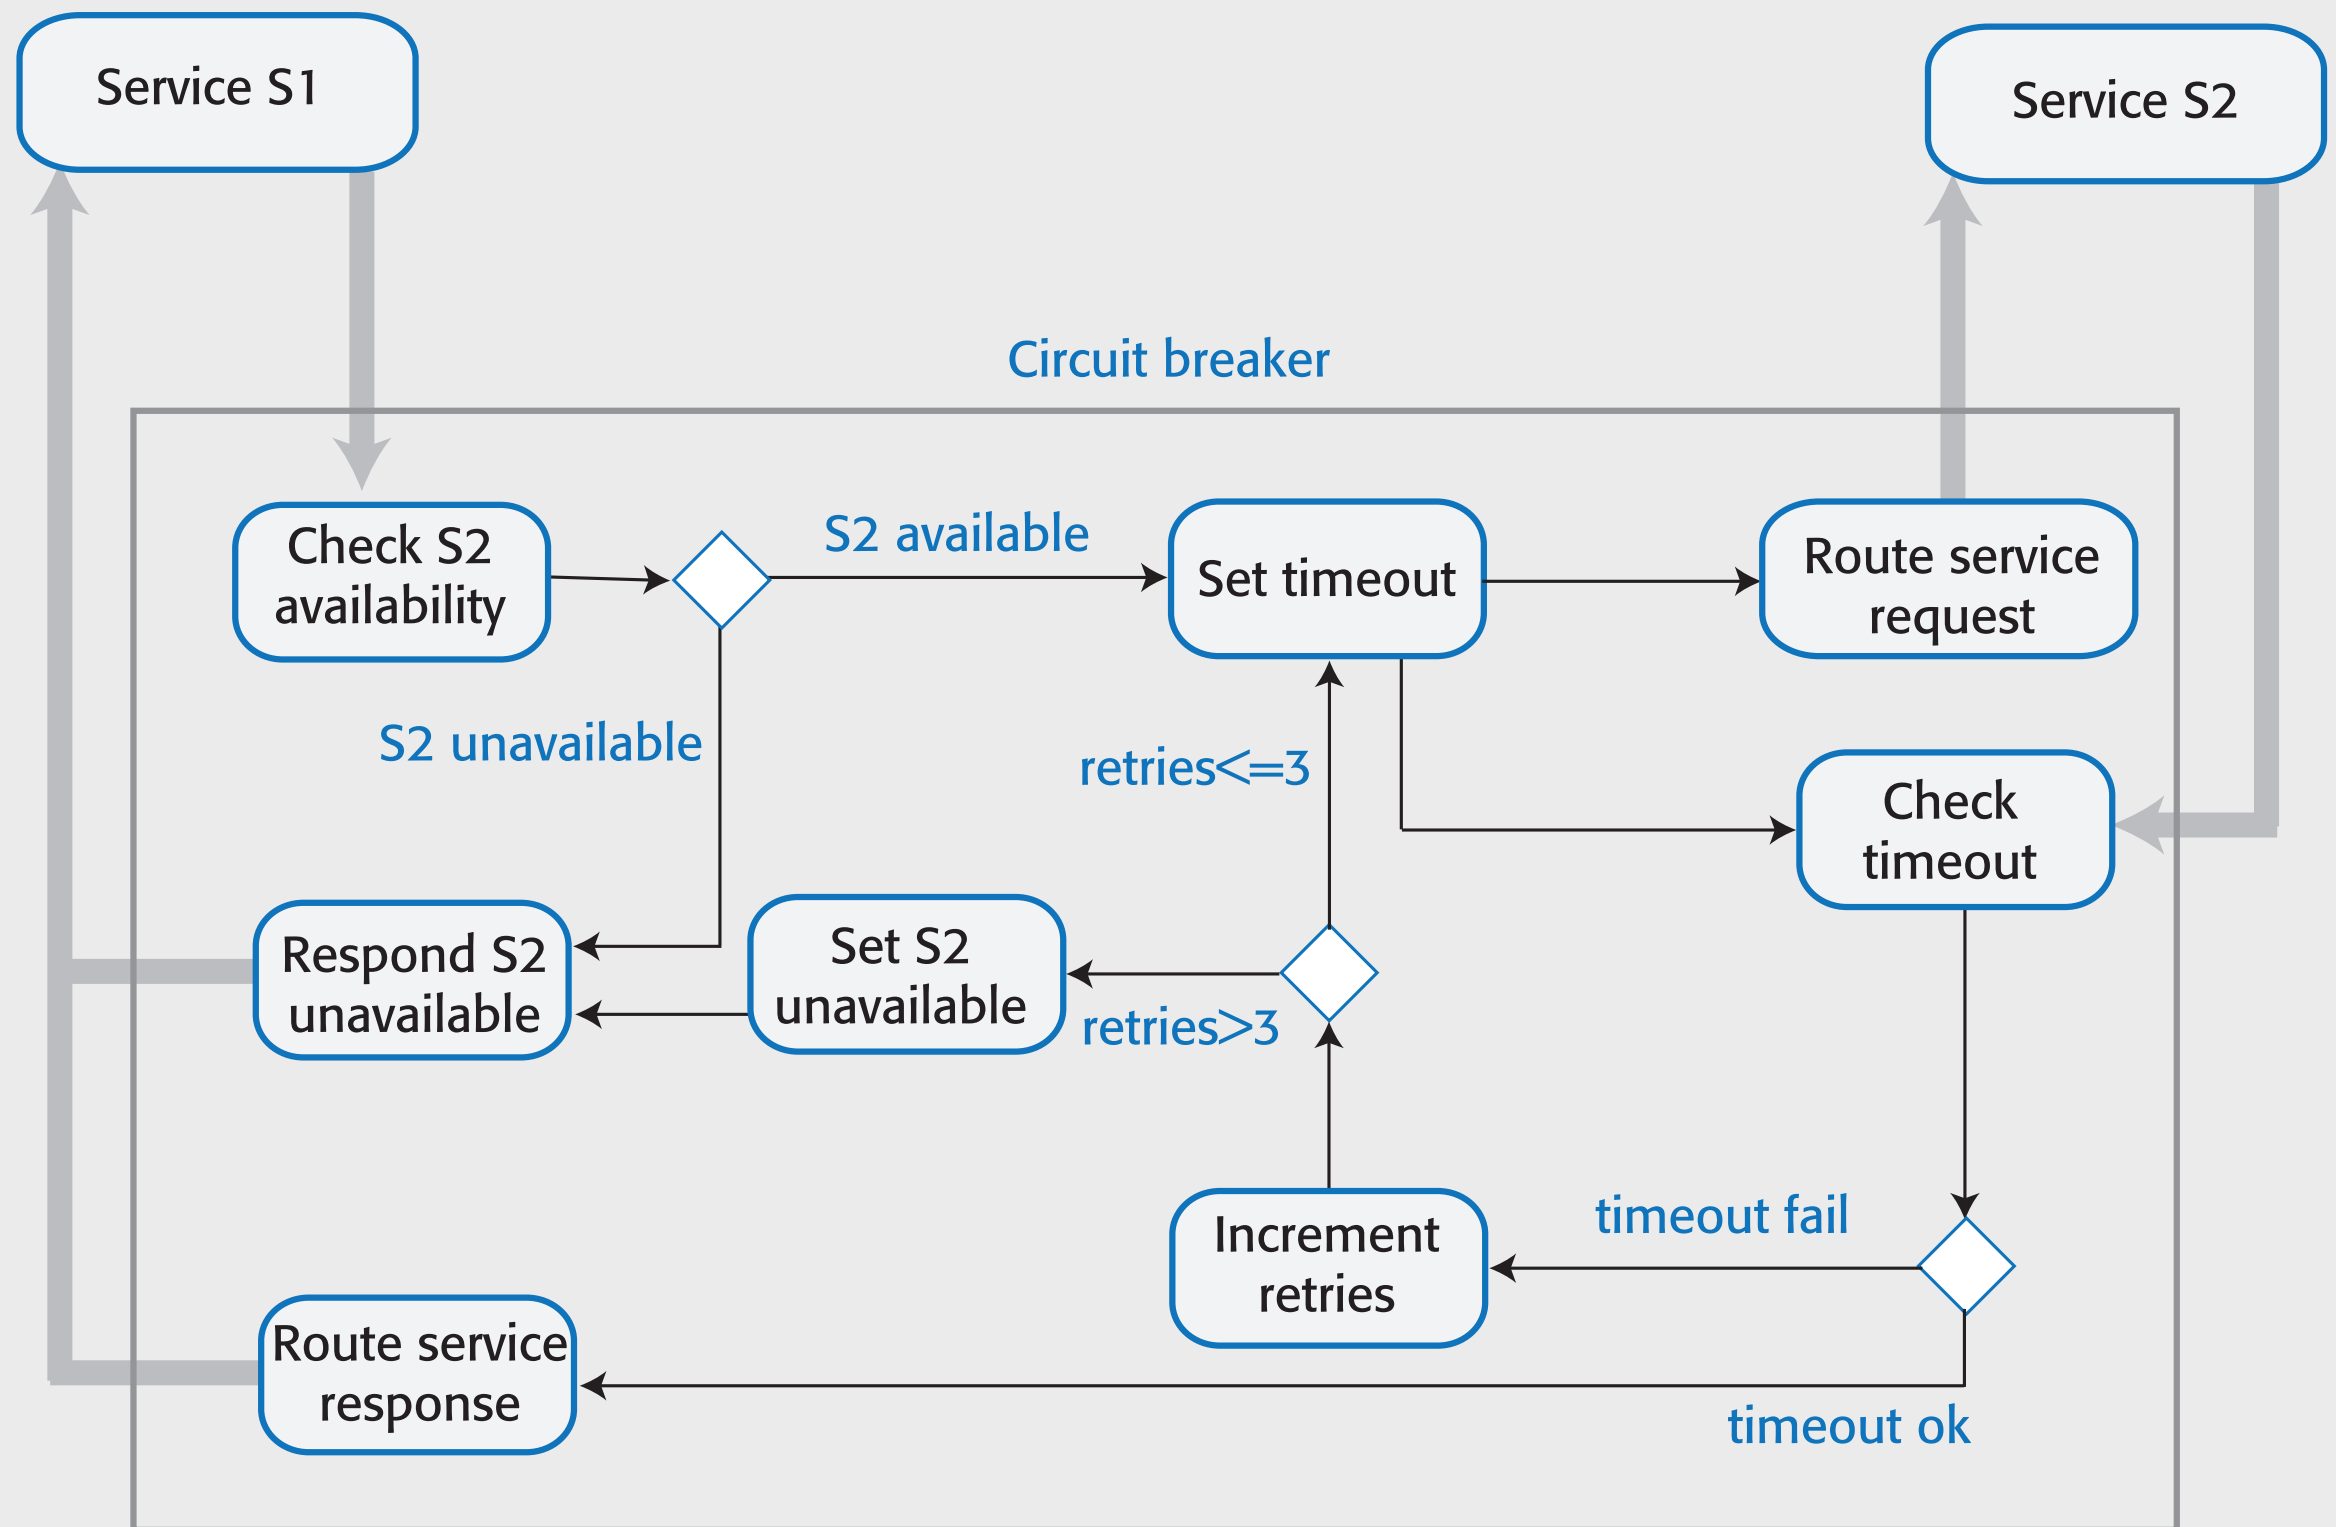 Service S1
Service S2
Circuit breaker
Check S2
availability
S2 available
Set timeout
Route service
request
S2 unavailable
retries<=3
Check
timeout
Respond S2
unavailable
Set S2
unavailable
retries>3
Increment
retries
timeout fail
Route service
response
timeout ok